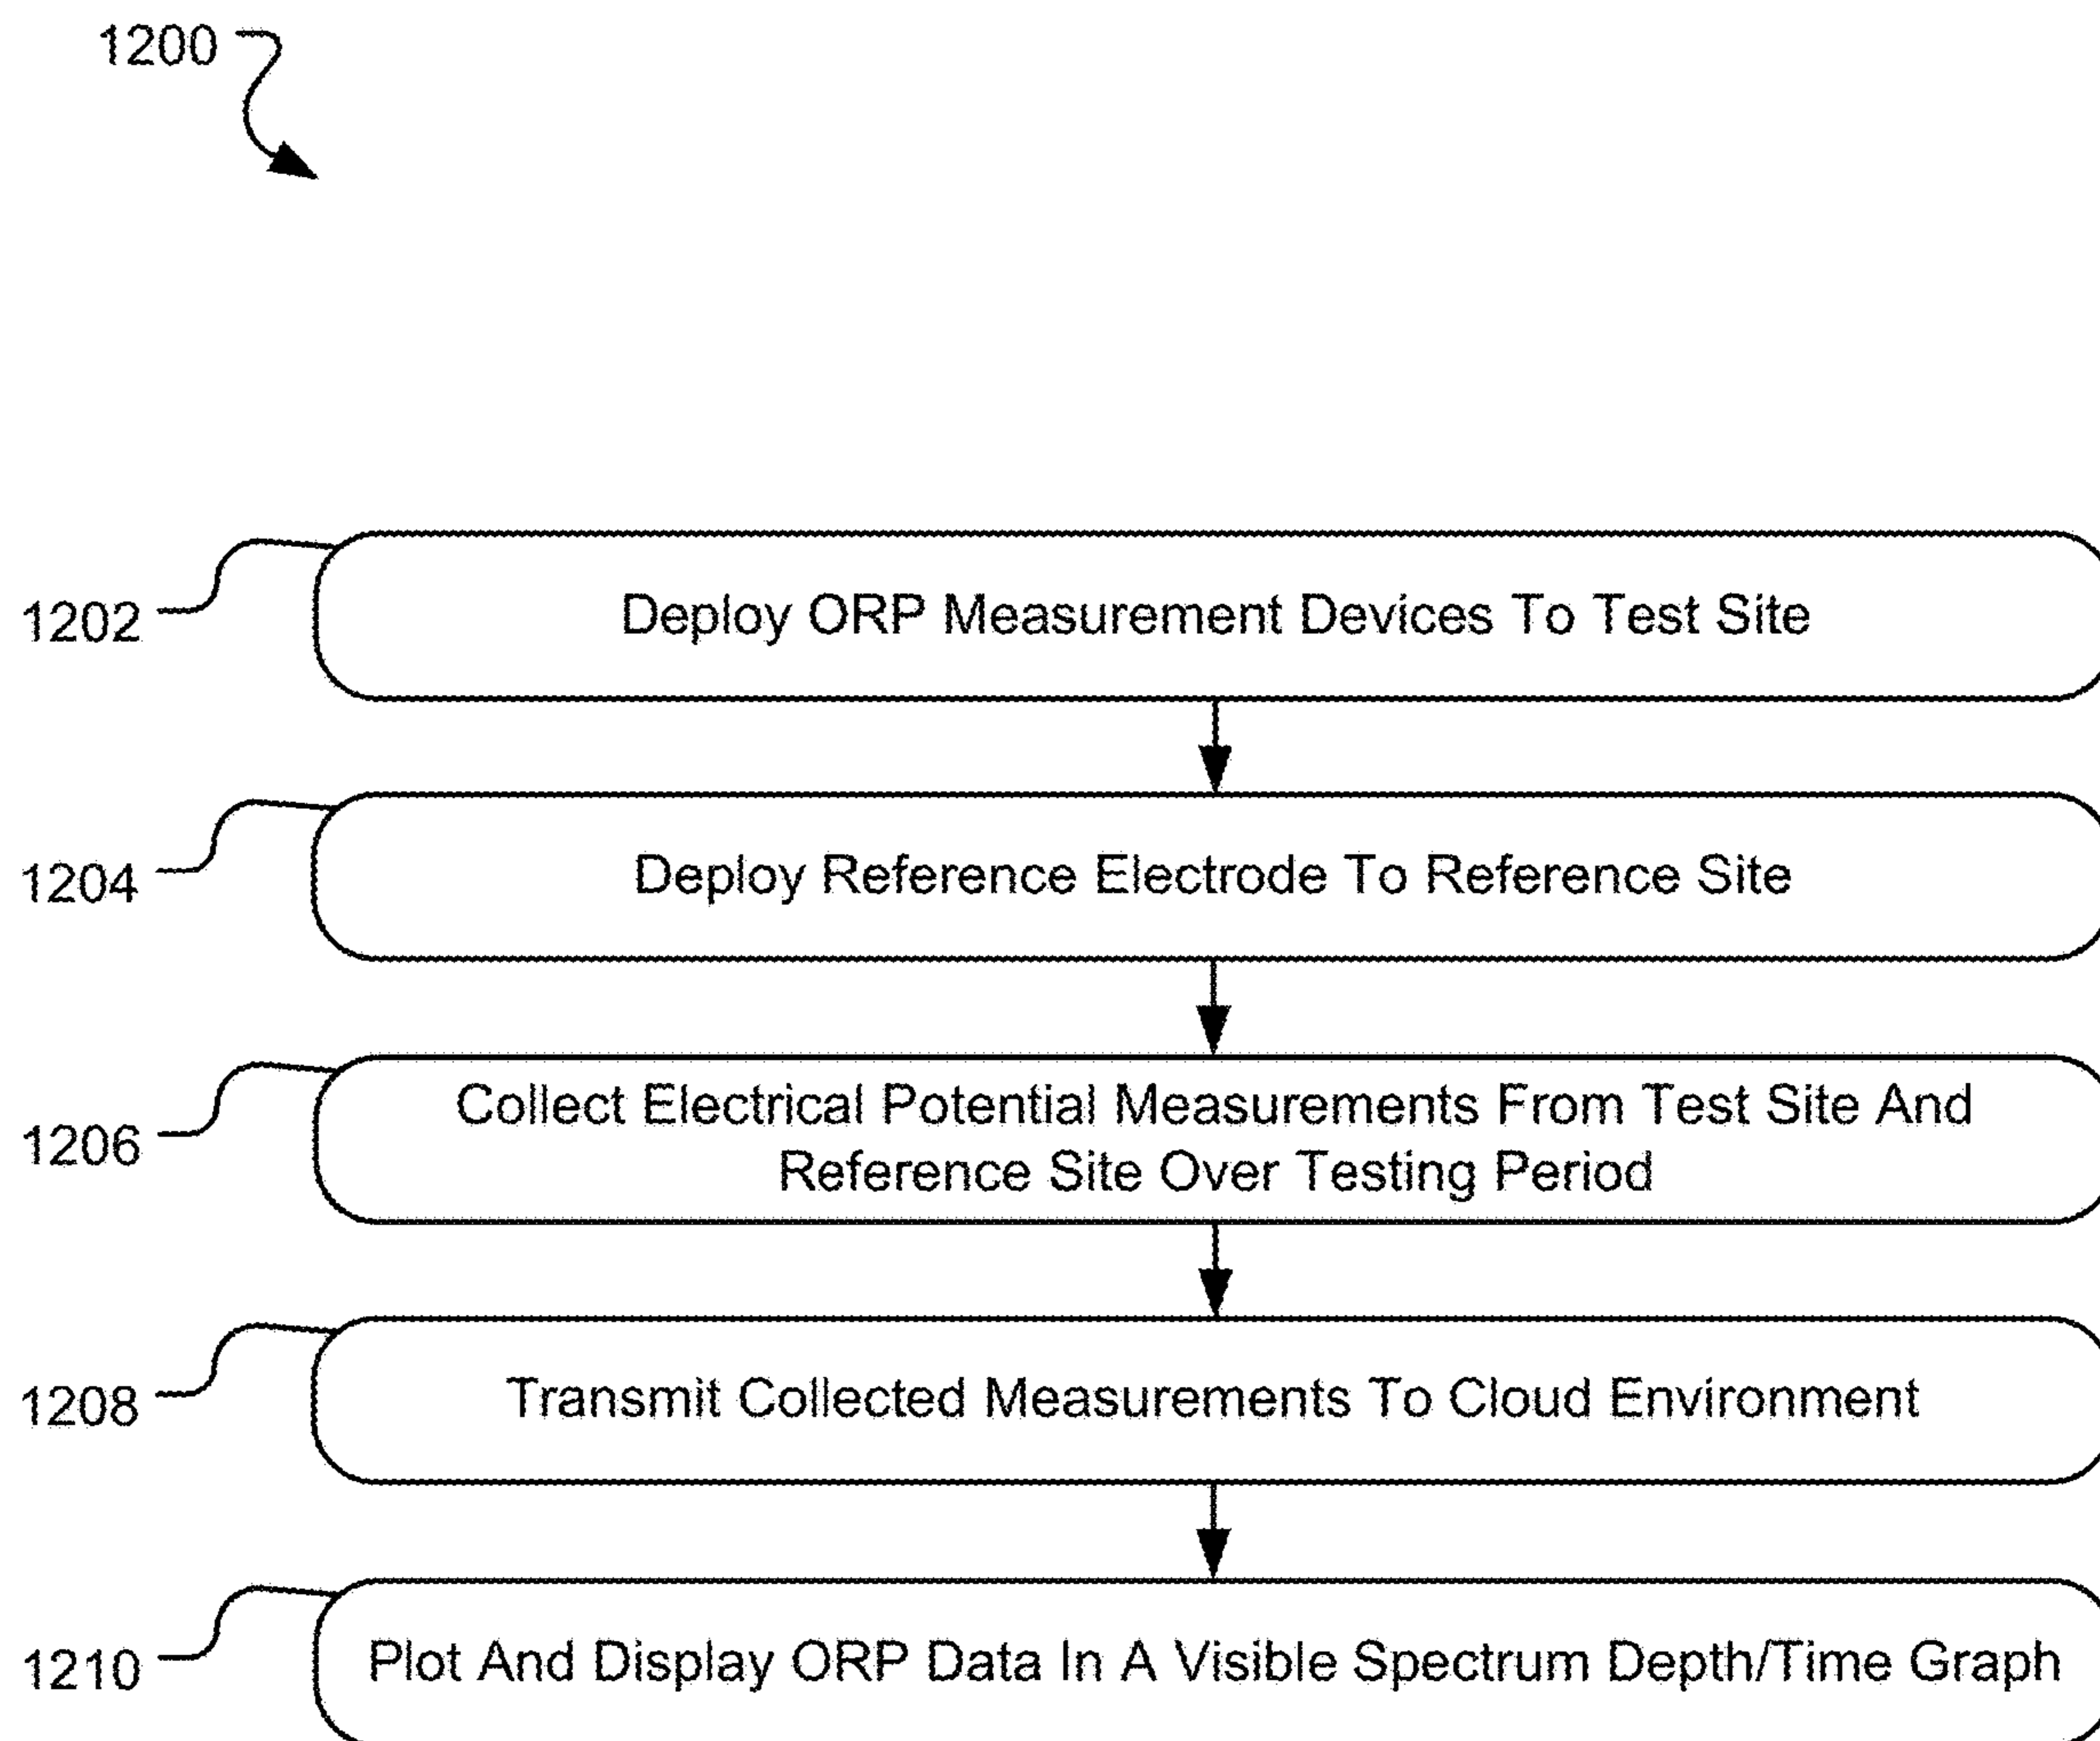 1200
1202
Deploy ORP Measurement Devices To Test Site
1204
Deploy Reference Electrode To Reference Site
1206
Collect Electrical Potential Measurements From Test Site And
Reference Site Over Testing Period
1208
Transmit Collected Measurements To Cloud Environment
1210
Plot And Display ORP Data In A Visible Spectrum Depth/Time Graph